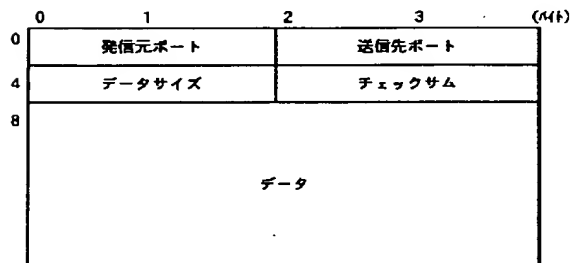 0 1 2 3 (バイト)
0 発信元ポート 送信先ポート
4 データサイズ チェックサム
8
データ